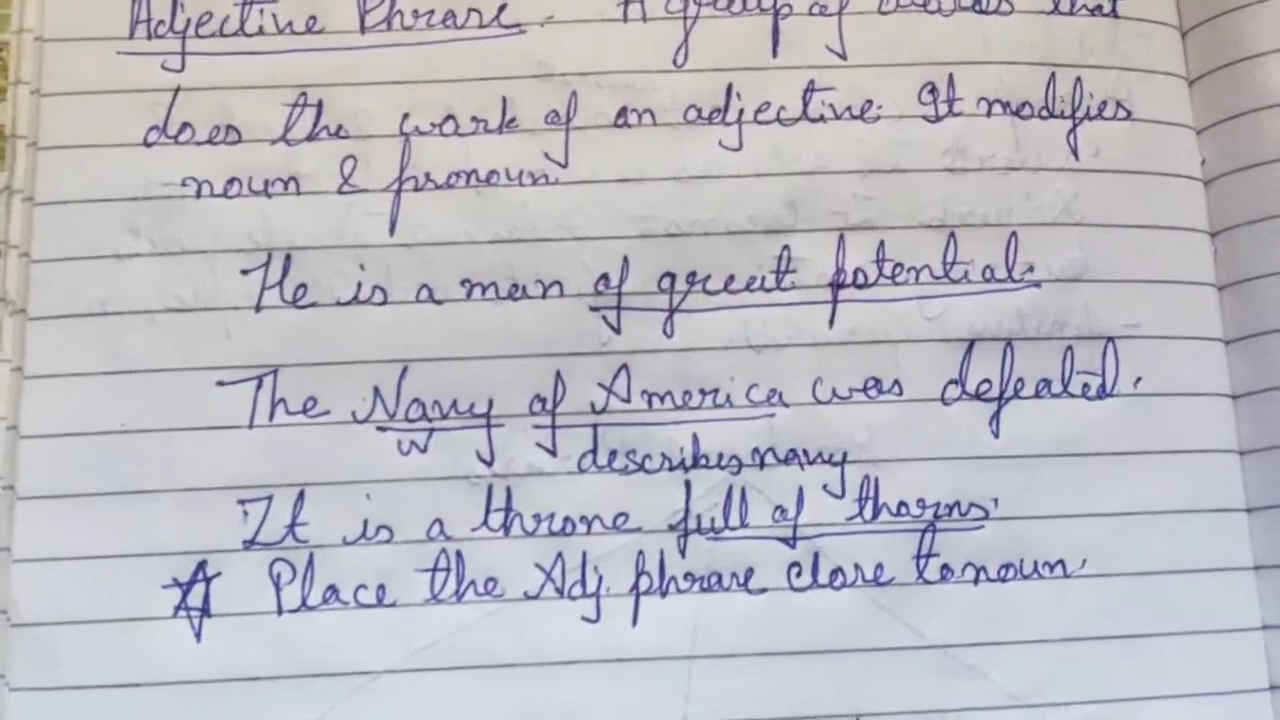 Adjective Phrase - A group of words that
does the work of an adjective. It modifies
noun & pronoun.
He is a man of great potential.
The Navy of America was defeated.
describes navy
It is a throne full of thorns.
☆ Place the Adj. phrase close to noun.